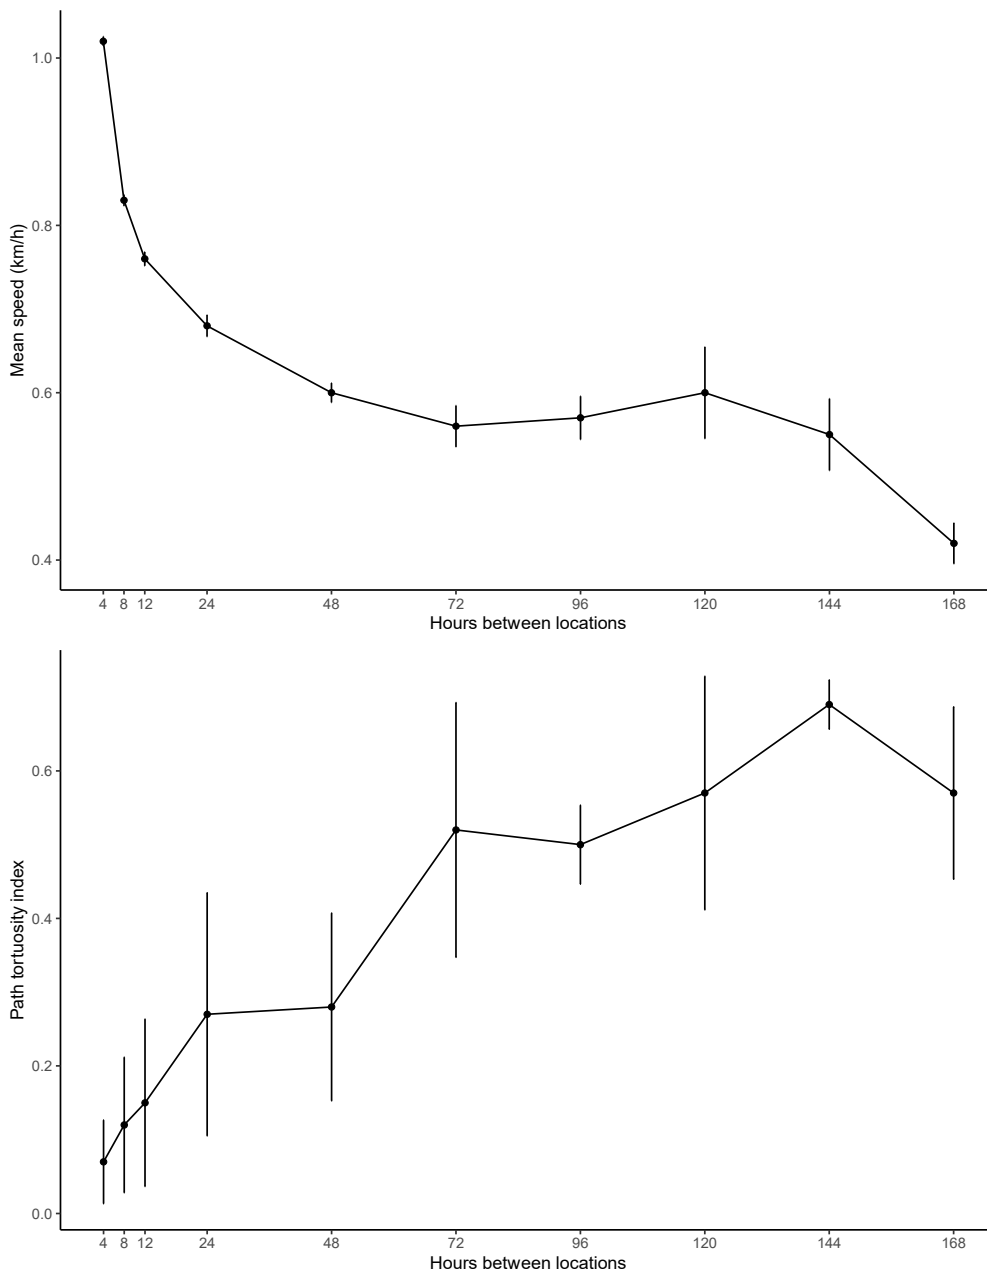 Mean speed (km/h)
1.0
0.8
0.6
0.4
4 8 12 24 48 72 96 120 144 168
Hours between locations
Path tortuosity index
0.6
0.4
0.2
0.0
4 8 12 24 48 72 96 120 144 168
Hours between locations